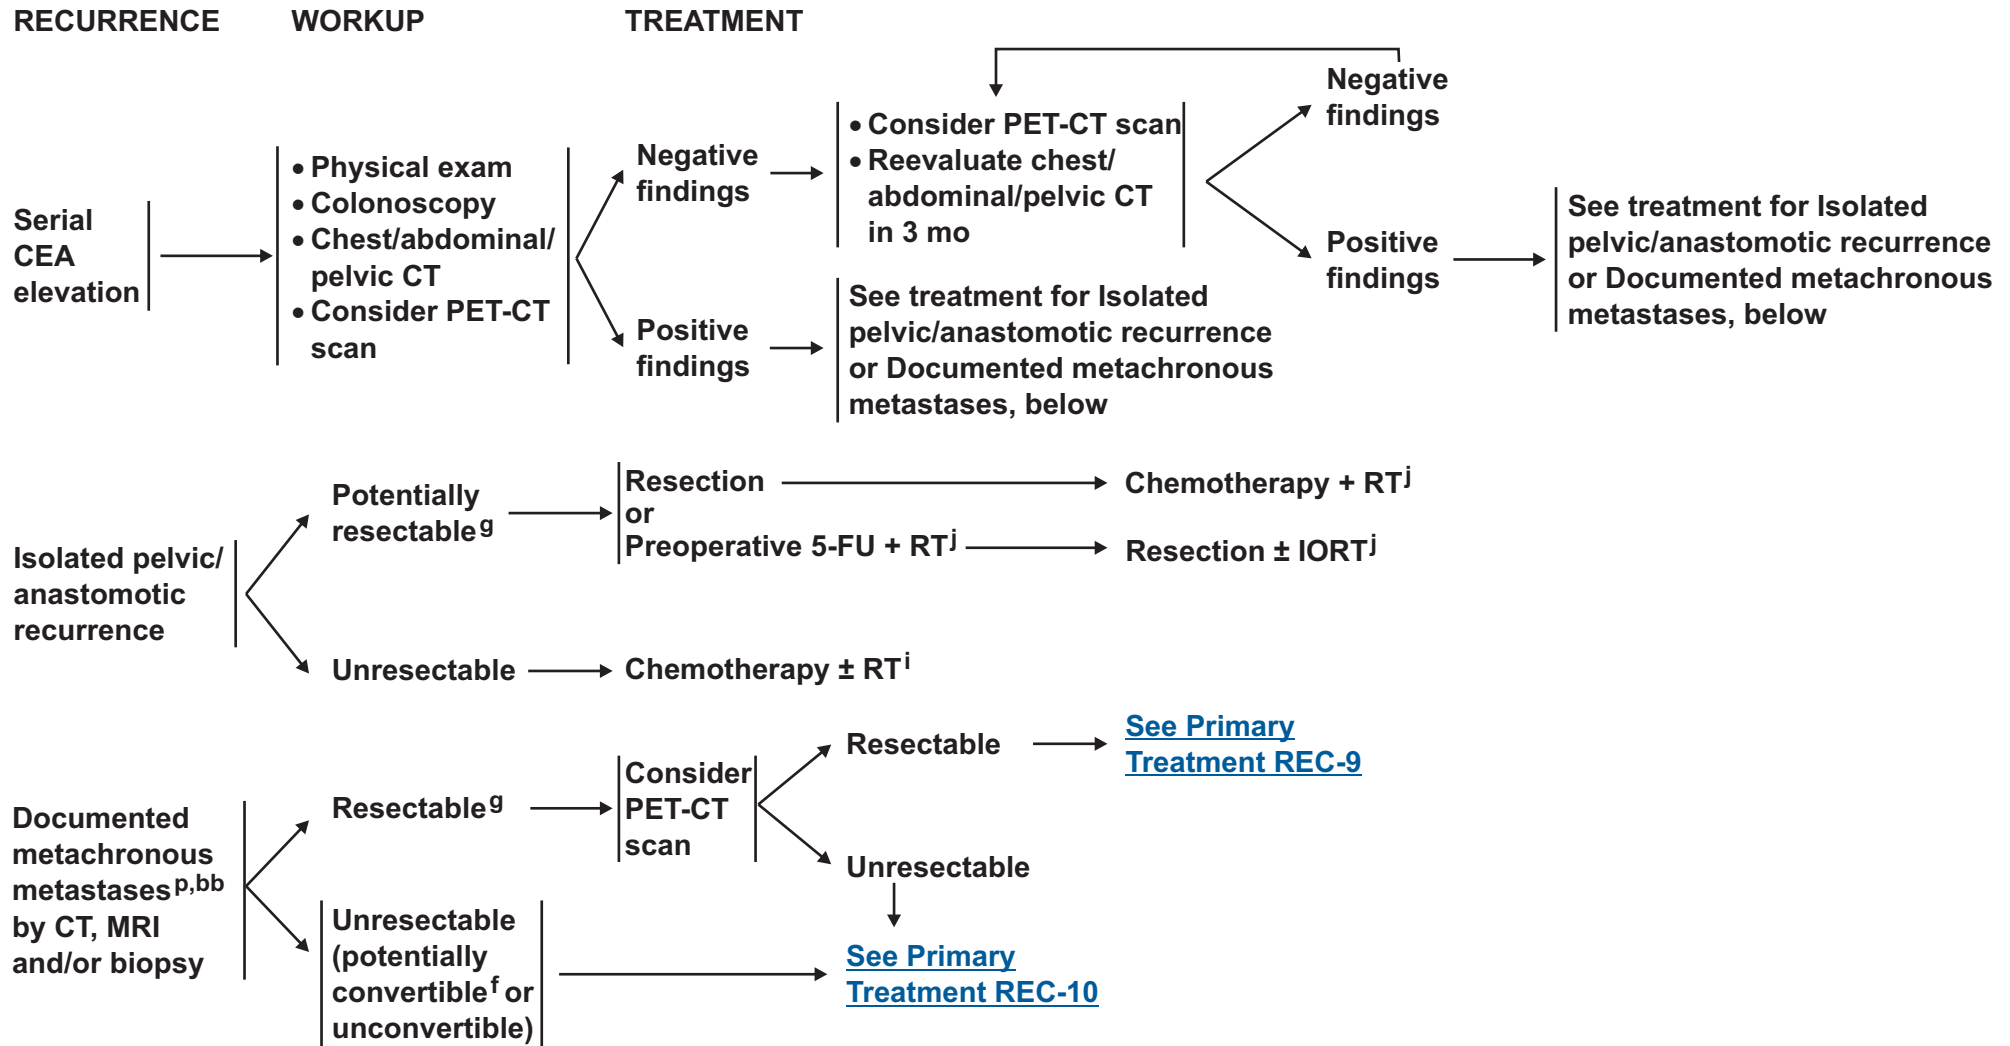 RECURRENCE WORKUP TREATMENT
Serial
CEA
elevation
• Physical exam
• Colonoscopy
• Chest/abdominal/
pelvic CT
• Consider PET-CT
scan
Negative
findings
• Consider PET-CT scan
• Reevaluate chest/
abdominal/pelvic CT
in 3 mo
Negative
findings
Positive
findings
See treatment for Isolated
pelvic/anastomotic recurrence
or Documented metachronous
metastases, below
Positive
findings
See treatment for Isolated
pelvic/anastomotic recurrence
or Documented metachronous
metastases, below
Isolated pelvic/
anastomotic
recurrence
Potentially
resectable g
Resection
or
Preoperative 5-FU + RT j
Chemotherapy + RT j
Resection ± IORT j
Unresectable
Chemotherapy ± RT i
Documented
metachronous
metastases p,bb
by CT, MRI
and/or biopsy
Resectable g
Consider
PET-CT
scan
Resectable
See Primary
Treatment REC-9
Unresectable
Unresectable
(potentially
convertible f or
unconvertible)
See Primary
Treatment REC-10